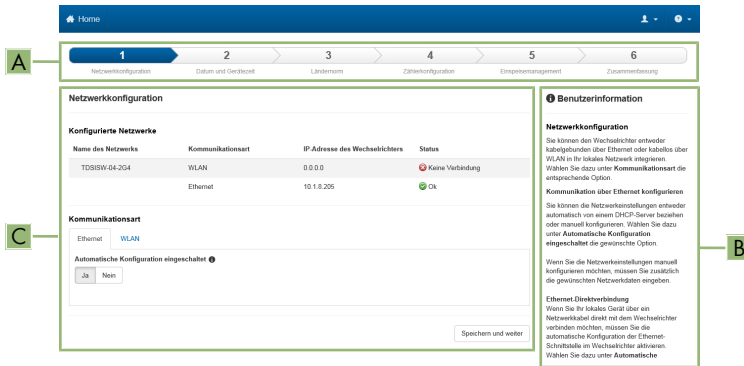 Home
A
1 2 3 4 5 6
Netzwerkkonfiguration Datum und Gerätezeit Ländernorm Zählerkonfiguration Einspeisemanagement Zusammenfassung
C
Netzwerkkonfiguration
Konfigurierte Netzwerke
Name des Netzwerks Kommunikationsart IP-Adresse des Wechselrichters Status
TDSISW-04-2G4 WLAN 0.0.0.0 Keine Verbindung
Ethernet 10.1.8.205 Ok
Kommunikationsart
Ethernet WLAN
Automatische Konfiguration eingeschaltet
Ja Nein
Speichern und weiter
B
Benutzerinformation
Netzwerkkonfiguration
Sie können den Wechselrichter entweder
kabelgebunden über Ethernet oder kabellos über
WLAN in Ihr lokales Netzwerk integrieren.
Wählen Sie dazu unter Kommunikationsart die
entsprechende Option.
Kommunikation über Ethernet konfigurieren
Sie können die Netzwerkeinstellungen entweder
automatisch von einem DHCP-Server beziehen
oder manuell konfigurieren. Wählen Sie dazu
unter Automatische Konfiguration
eingeschaltet die gewünschte Option.
Wenn Sie die Netzwerkeinstellungen manuell
konfigurieren möchten, müssen Sie zusätzlich
die gewünschten Netzwerkdaten eingeben.
Ethernet-Direktverbindung
Wenn Sie Ihr lokales Gerät über ein
Netzwerkkabel direkt mit dem Wechselrichter
verbinden möchten, müssen Sie die
automatische Konfiguration der Ethernet-
Schnittstelle im Wechselrichter aktivieren.
Wählen Sie dazu unter Automatische